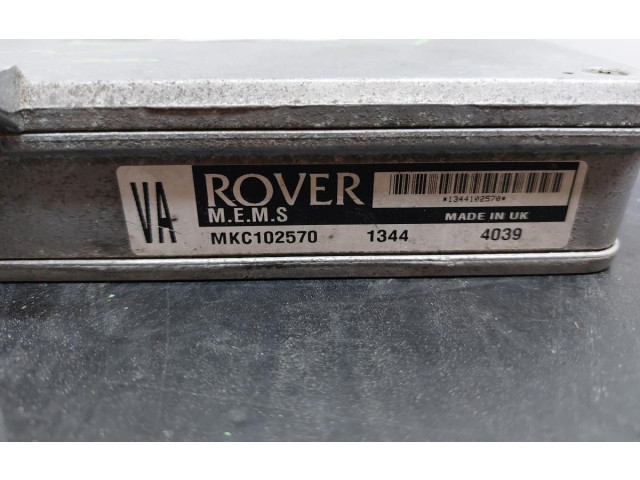 VA
ROVER
M.E.M.S
*1344102570*
MADE IN UK
MKC102570 1344 4039